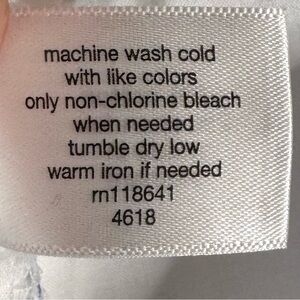 machine wash cold
with like colors
only non-chlorine bleach
when needed
tumble dry low
warm iron if needed
rn118641
4618